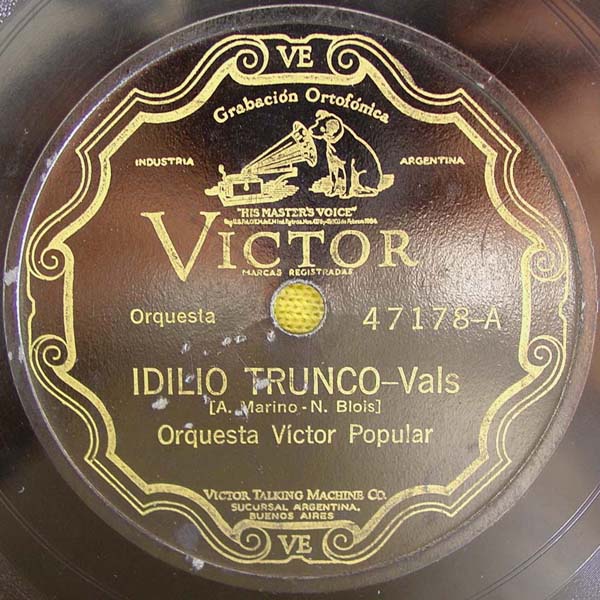 VE
Grabación Ortofónica
INDUSTRIA ARGENTINA
"HIS MASTER'S VOICE"
VICTOR
MARCAS REGISTRADAS
Orquesta 47178-A
IDILIO TRUNCO-Vals
[A. Marino - N. Blois]
Orquesta Víctor Popular
VICTOR TALKING MACHINE CO.
SUCURSAL ARGENTINA,
BUENOS AIRES
VE